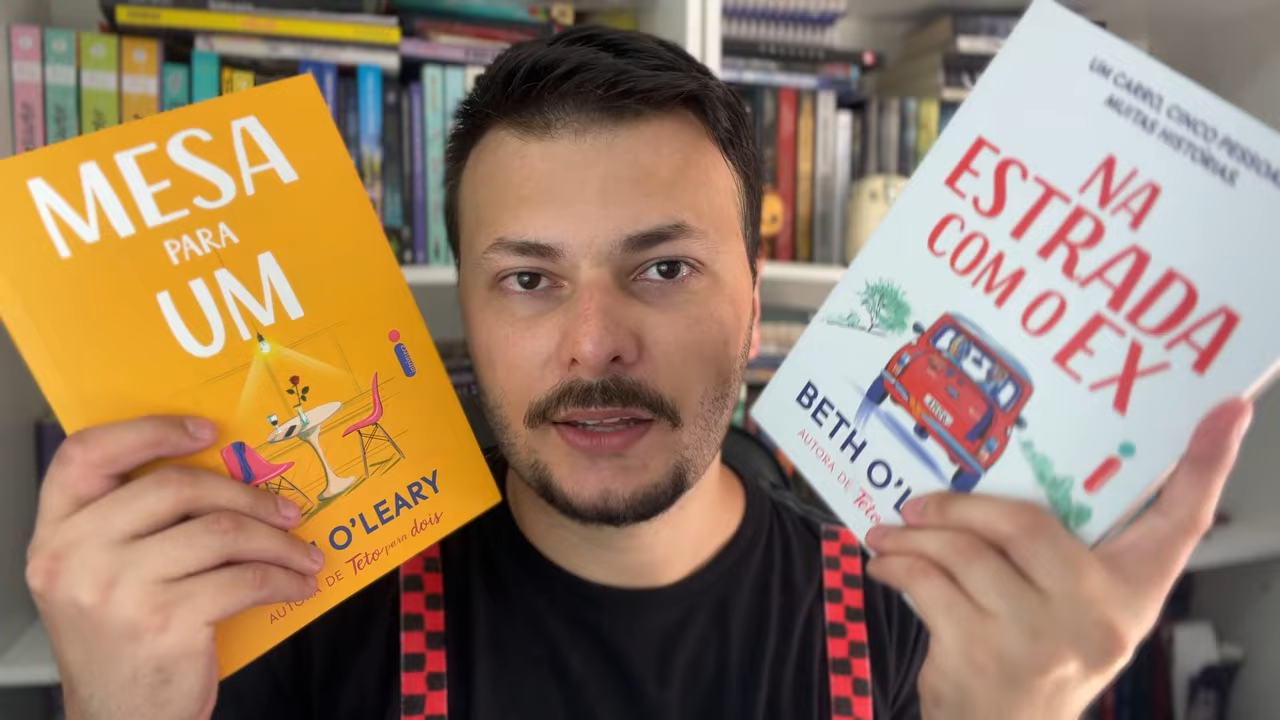 MESA
PARA
UM
O'LEARY
AUTORA DE Teto para dois
UM CARRO, CINCO PESSOAS,
MUITAS HISTÓRIAS.
NA
ESTRADA
COM O EX
BETH O'L
AUTORA DE Teto